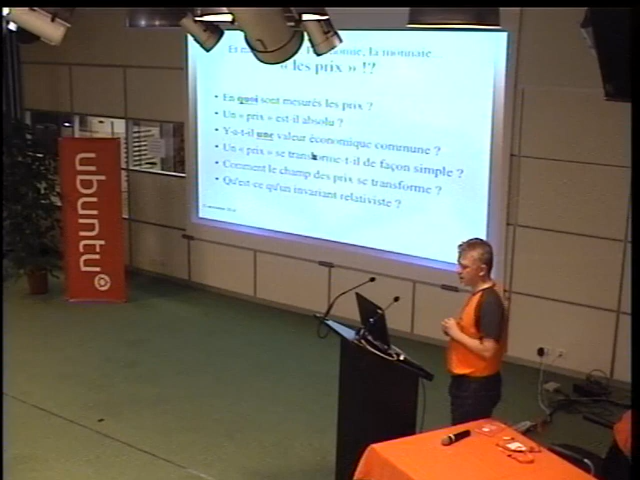 la monnaie
« les prix » !?
• En quoi sont mesurés les prix ?
• Un « prix » est-il absolu ?
• Y-a-t-il une valeur économique commune ?
• Un « prix » se transforme-t-il de façon simple ?
• Comment le champ des prix se transforme ?
• Qu'est-ce qu'un invariant relativiste ?
ubuntu